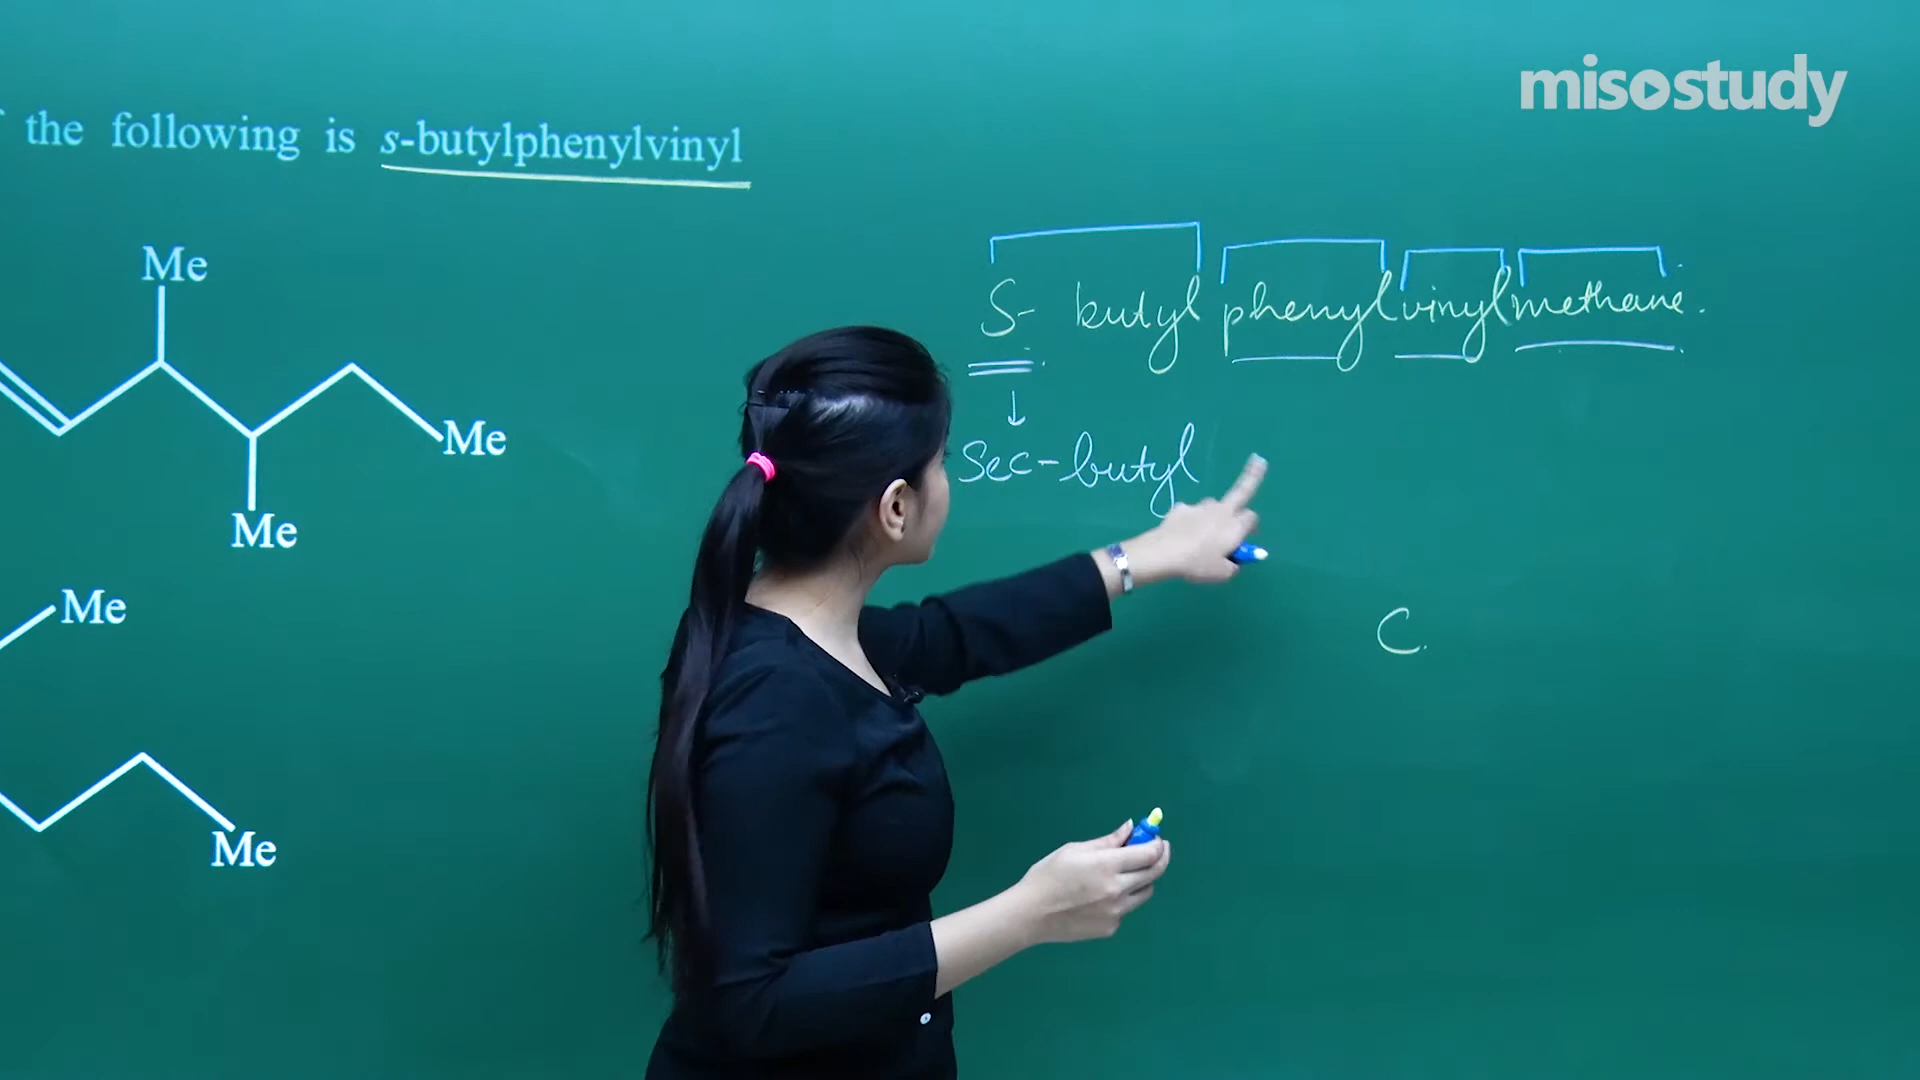 misostudy
the following is s-butylphenylvinyl
S- butyl phenyl vinyl methane.
Sec-butyl
Me
Me
Me
Me
C
Me